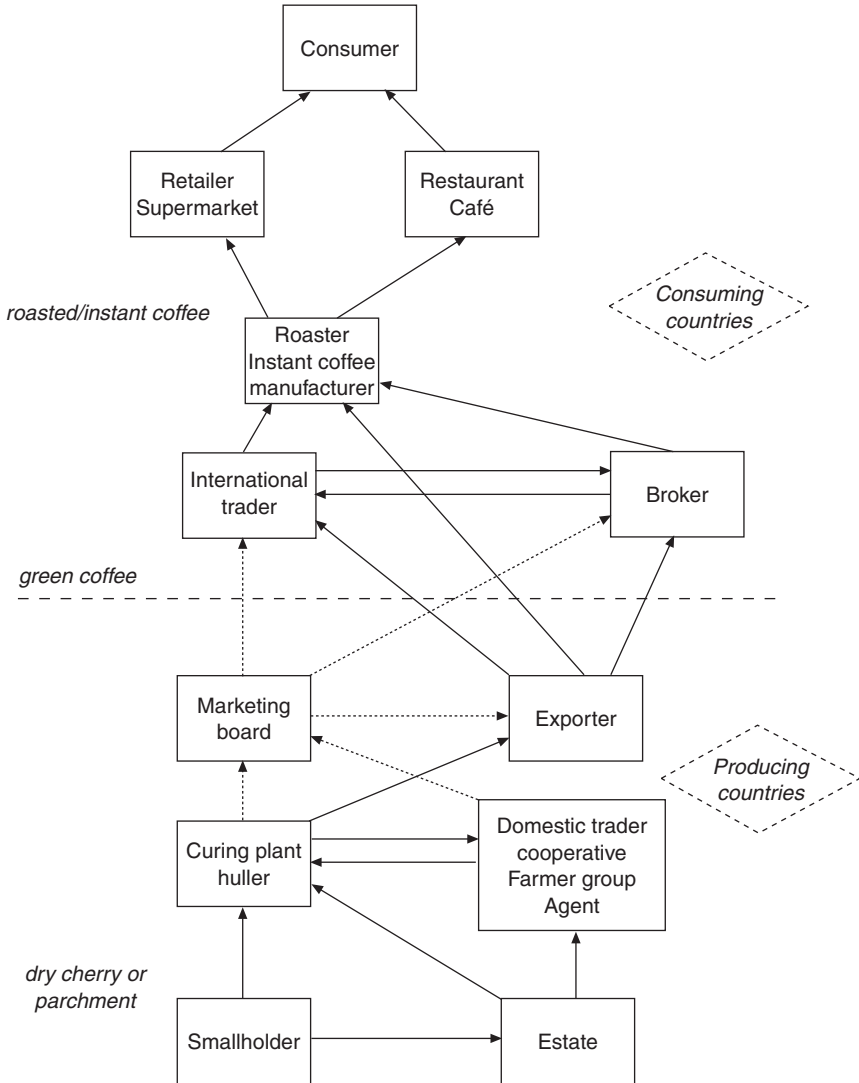 Consumer
Retailer
Supermarket
Restaurant
Café
Consuming
countries
roasted/instant coffee
Roaster
Instant coffee
manufacturer
International
trader
Broker
green coffee
Marketing
board
Exporter
Producing
countries
Curing plant
huller
Domestic trader
cooperative
Farmer group
Agent
dry cherry or
parchment
Smallholder
Estate